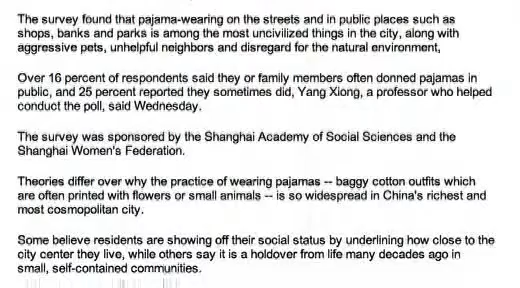 The survey found that pajama-wearing on the streets and in public places such as
shops, banks and parks is among the most uncivilized things in the city, along with
aggressive pets, unhelpful neighbors and disregard for the natural environment,
Over 16 percent of respondents said they or family members often donned pajamas in
public, and 25 percent reported they sometimes did, Yang Xiong, a professor who helped
conduct the poll, said Wednesday.
The survey was sponsored by the Shanghai Academy of Social Sciences and the
Shanghai Women's Federation.
Theories differ over why the practice of wearing pajamas -- baggy cotton outfits which
are often printed with flowers or small animals -- is so widespread in China's richest and
most cosmopolitan city.
Some believe residents are showing off their social status by underlining how close to the
city center they live, while others say it is a holdover from life many decades ago in
small, self-contained communities.